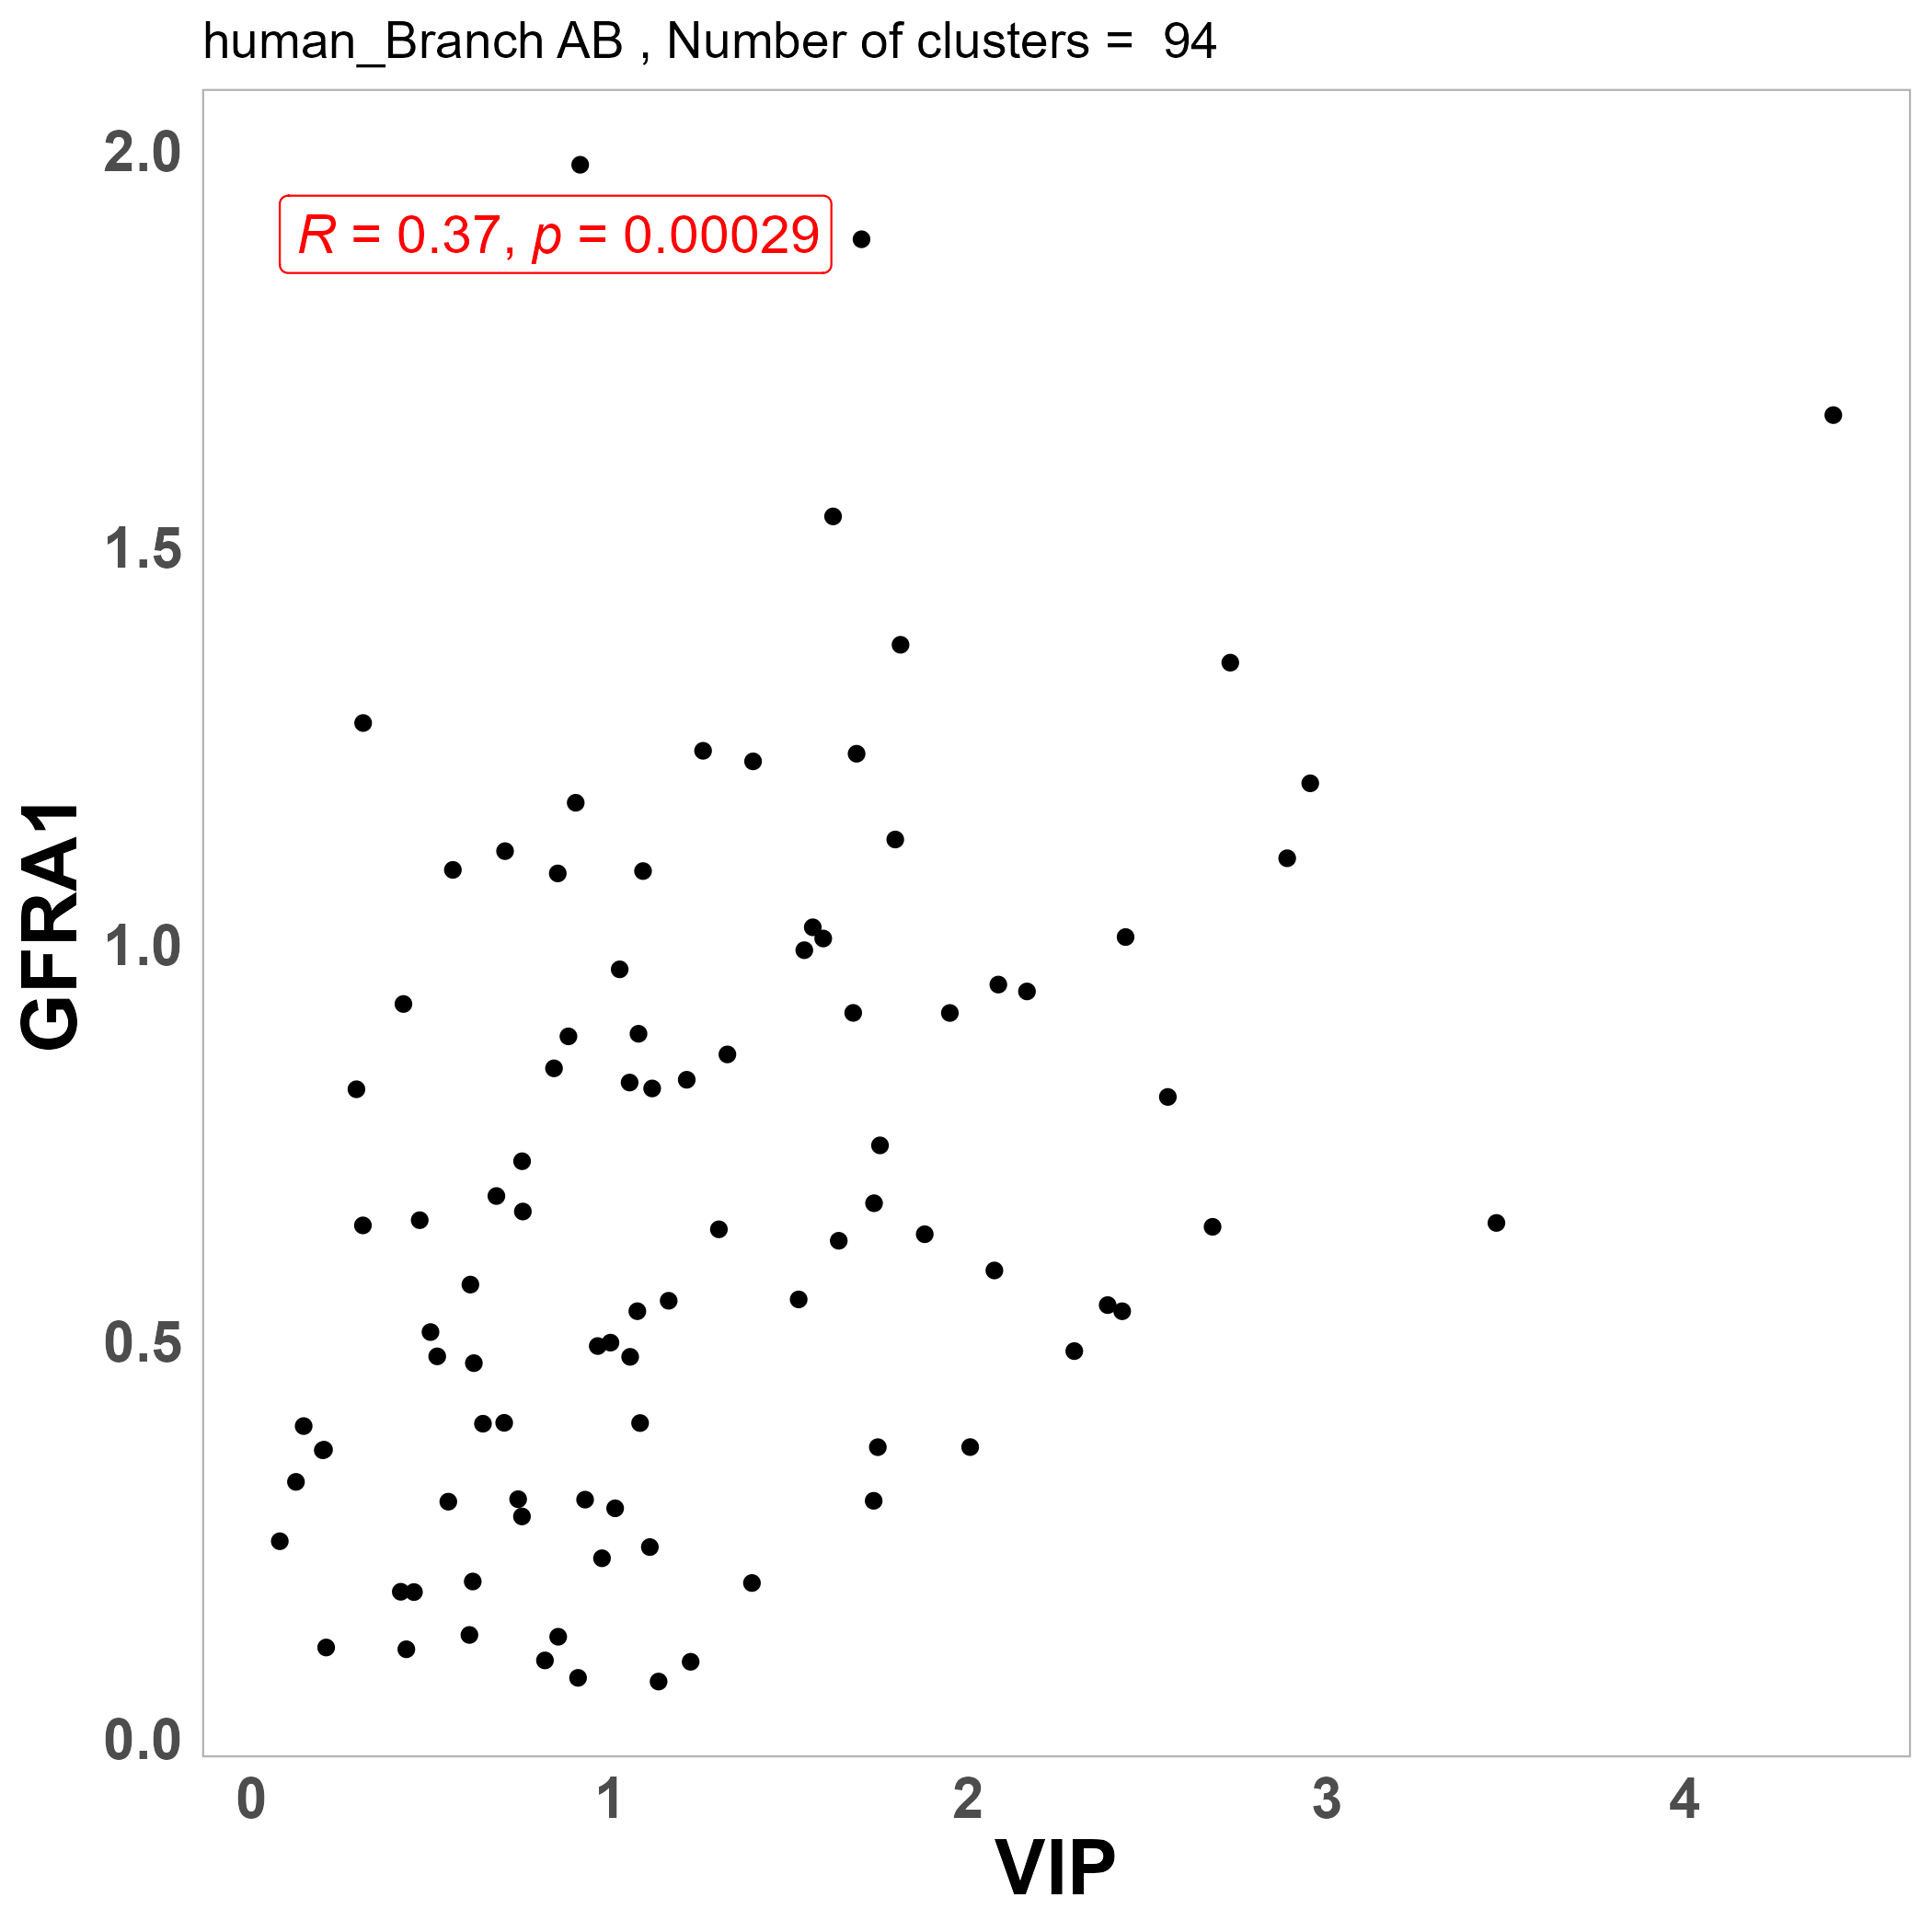 human_Branch AB , Number of clusters =  94
2.0
R = 0.37, p = 0.00029
1.5
GFRA1
1.0
0.5
0.0
0 1 2 3 4
VIP